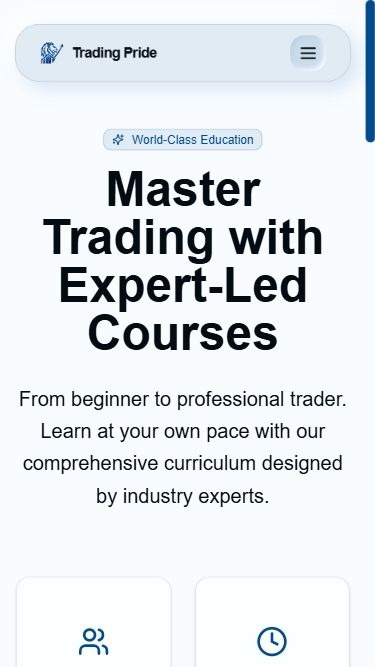 Trading Pride
World-Class Education
Master
Trading with
Expert-Led
Courses
From beginner to professional trader.
Learn at your own pace with our
comprehensive curriculum designed
by industry experts.